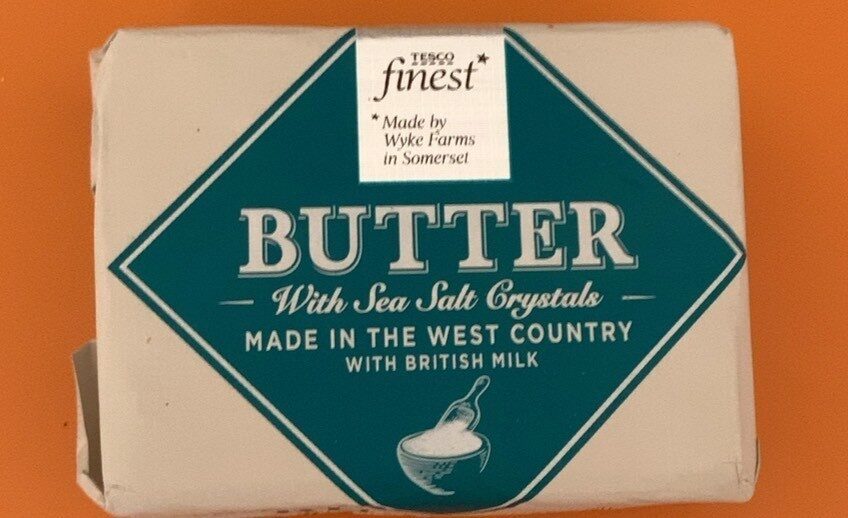 TESCO
finest*
*Made by
Wyke Farms
in Somerset
BUTTER
With Sea Salt Crystals
MADE IN THE WEST COUNTRY
WITH BRITISH MILK